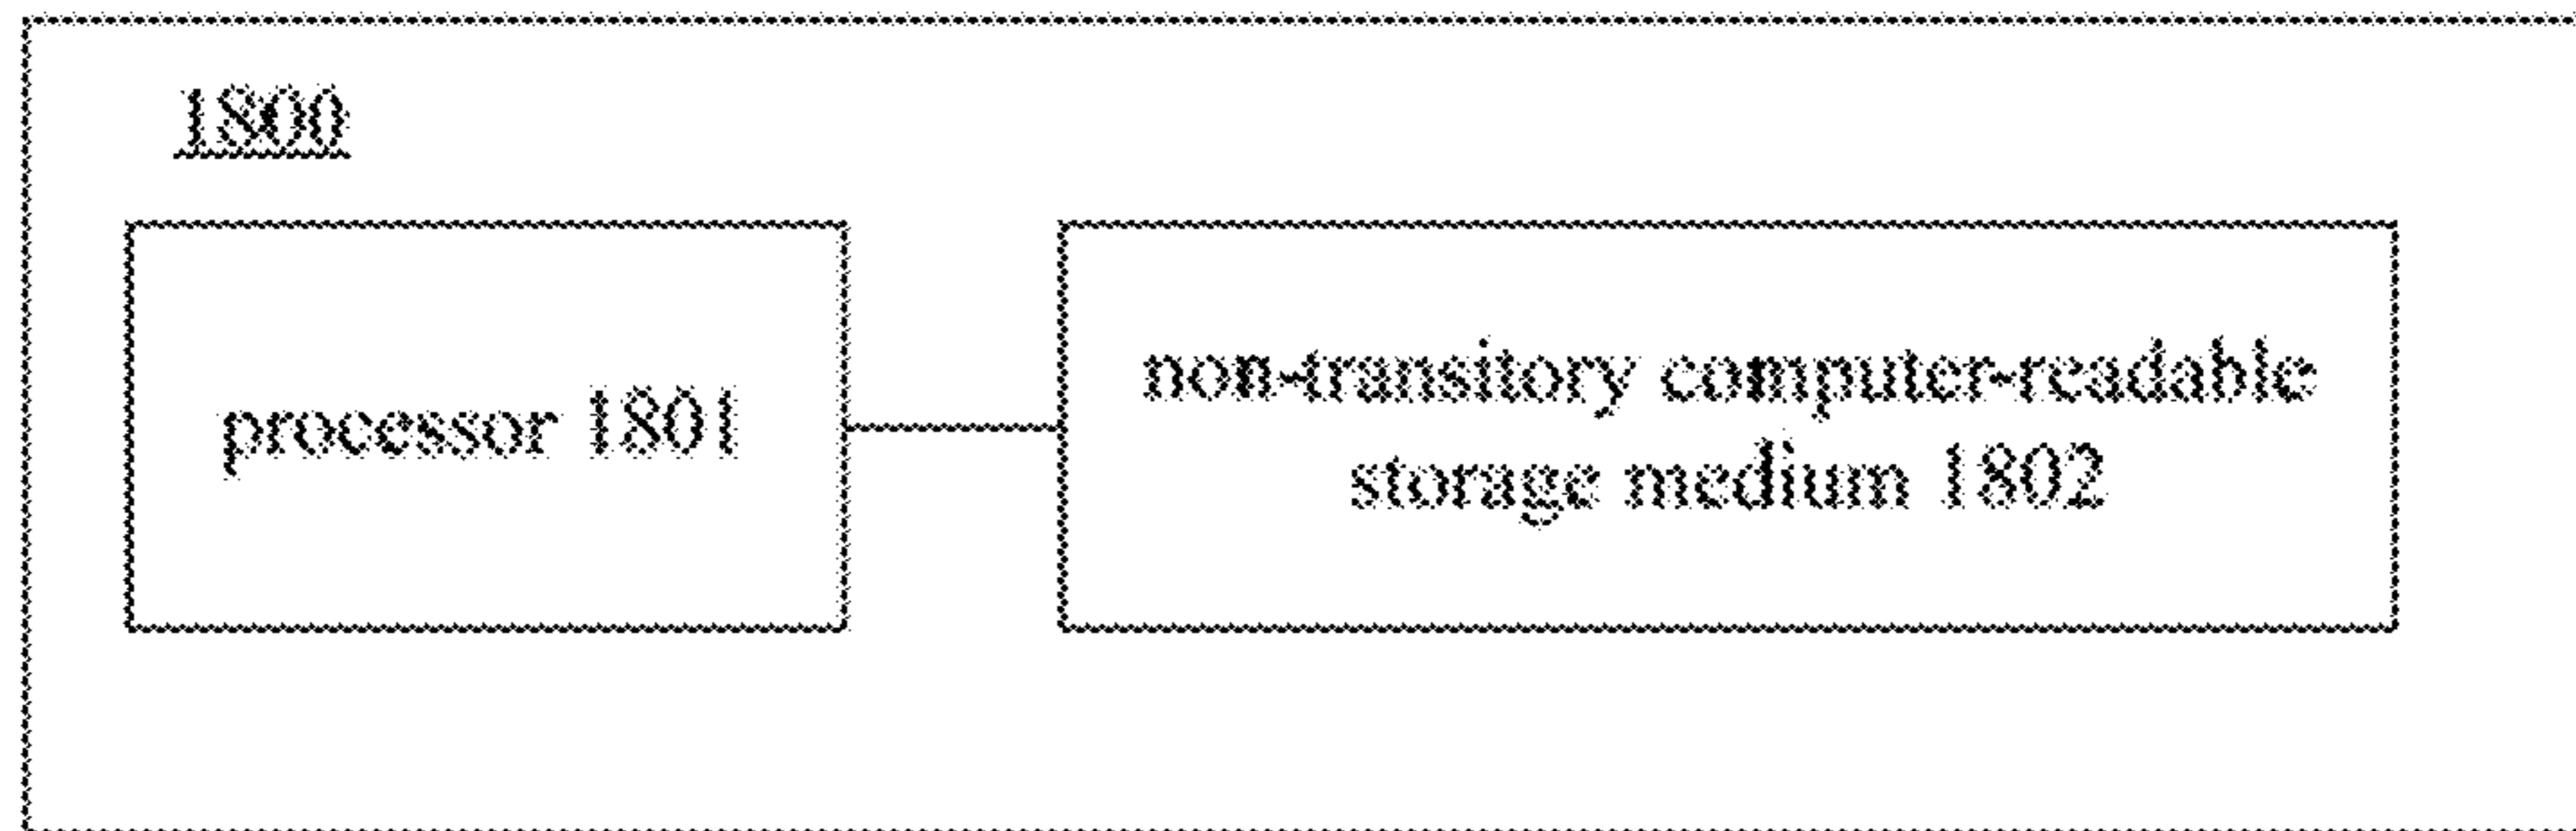 1800
processor 1801
non-transitory computer-readable
storage medium 1802